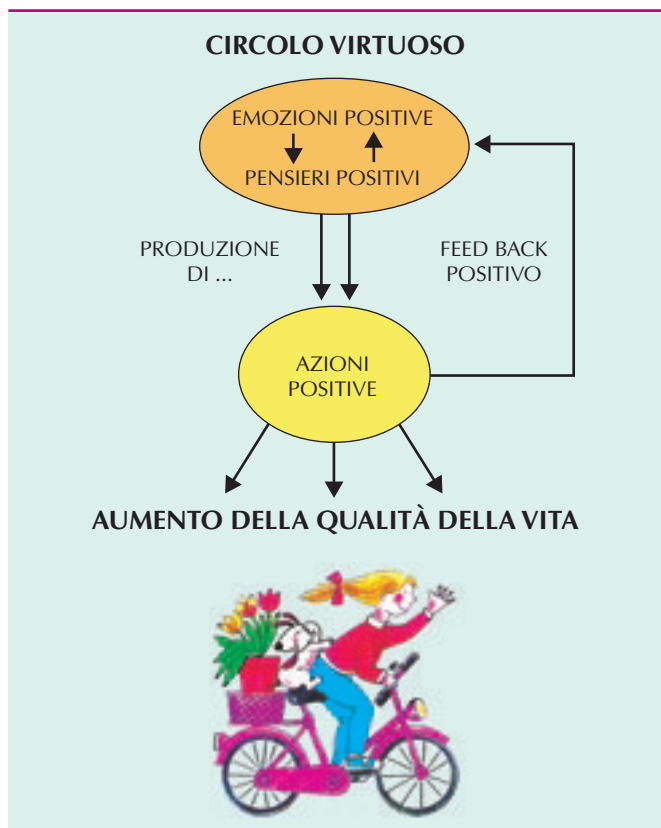 CIRCOLO VIRTUOSO
EMOZIONI POSITIVE
PENSIERI POSITIVI
PRODUZIONE
DI ...
FEED BACK
POSITIVO
AZIONI
POSITIVE
AUMENTO DELLA QUALITÀ DELLA VITA